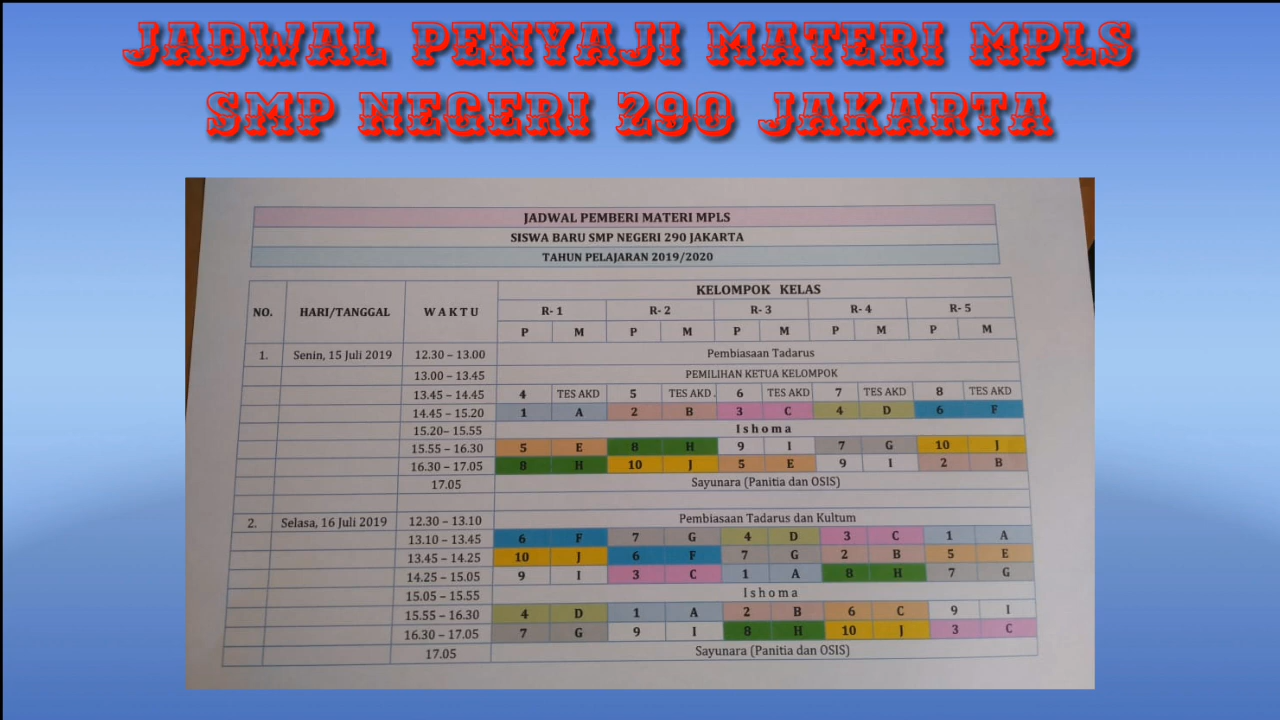 JADWAL PENYAJI MATERI MPLS
SMP NEGERI 290 JAKARTA
JADWAL PEMBERI MATERI MPLS
SISWA BARU SMP NEGERI 290 JAKARTA
TAHUN PELAJARAN 2019/2020
NO. HARI/TANGGAL W A K T U KELOMPOK KELAS
R- 1 R- 2 R- 3 R- 4 R- 5
P M P M P M P M P M
1. Senin, 15 Juli 2019 12.30 – 13.00 Pembiasaan Tadarus
13.00 – 13.45 PEMILIHAN KETUA KELOMPOK
13.45 – 14.45 4 TES AKD 5 TES AKD . 6 TES AKD 7 TES AKD 8 TES AKD
14.45 – 15.20 1 A 2 B 3 C 4 D 6 F
15.20– 15.55 I s h o m a
15.55 – 16.30 5 E 8 H 9 I 7 G 10 J
16.30 – 17.05 8 H 10 J 5 E 9 I 2 B
17.05 Sayunara (Panitia dan OSIS)
2. Selasa, 16 Juli 2019 12.30 – 13.10 Pembiasaan Tadarus dan Kultum
13.10 – 13.45 6 F 7 G 4 D 3 C 1 A
13.45 – 14.25 10 J 6 F 7 G 2 B 5 E
14.25 – 15.05 9 I 3 C 1 A 8 H 7 G
15.05 – 15.55 I s h o m a
15.55 – 16.30 4 D 1 A 2 B 6 C 9 I
16.30 – 17.05 7 G 9 I 8 H 10 J 3 C
17.05 Sayunara (Panitia dan OSIS)